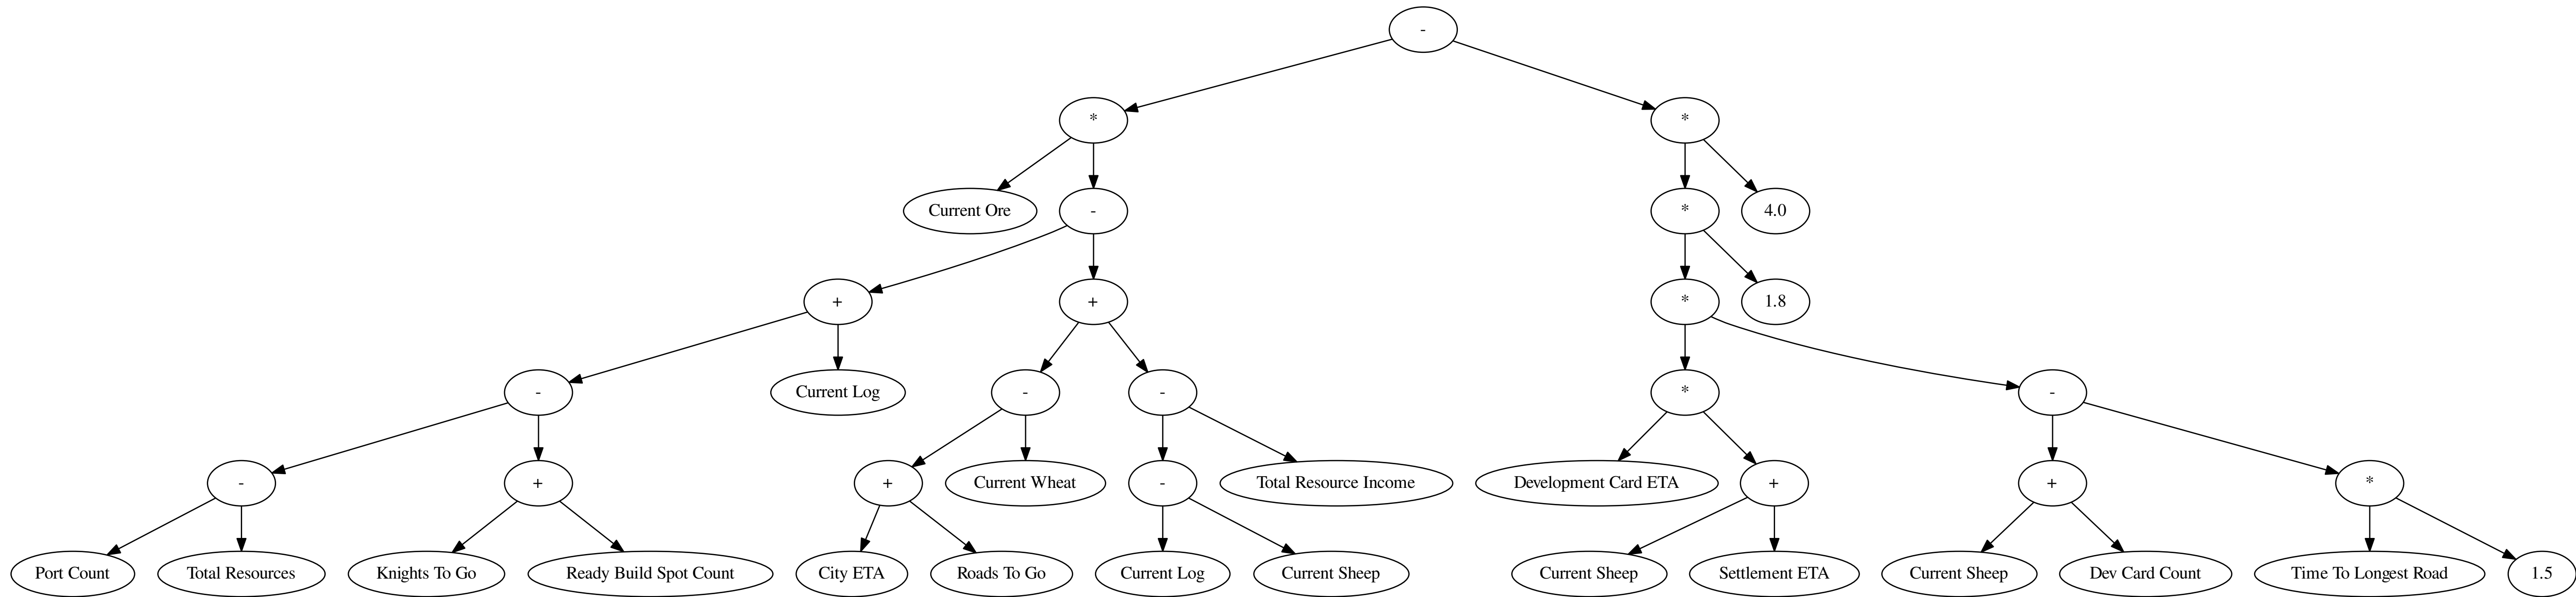 -
* *
Current Ore - * 4.0
+ + * 1.8
- Current Log - - * -
- + + Current Wheat - Total Resource Income Development Card ETA + + *
Port Count Total Resources Knights To Go Ready Build Spot Count City ETA Roads To Go Current Log Current Sheep Current Sheep Settlement ETA Current Sheep Dev Card Count Time To Longest Road 1.5